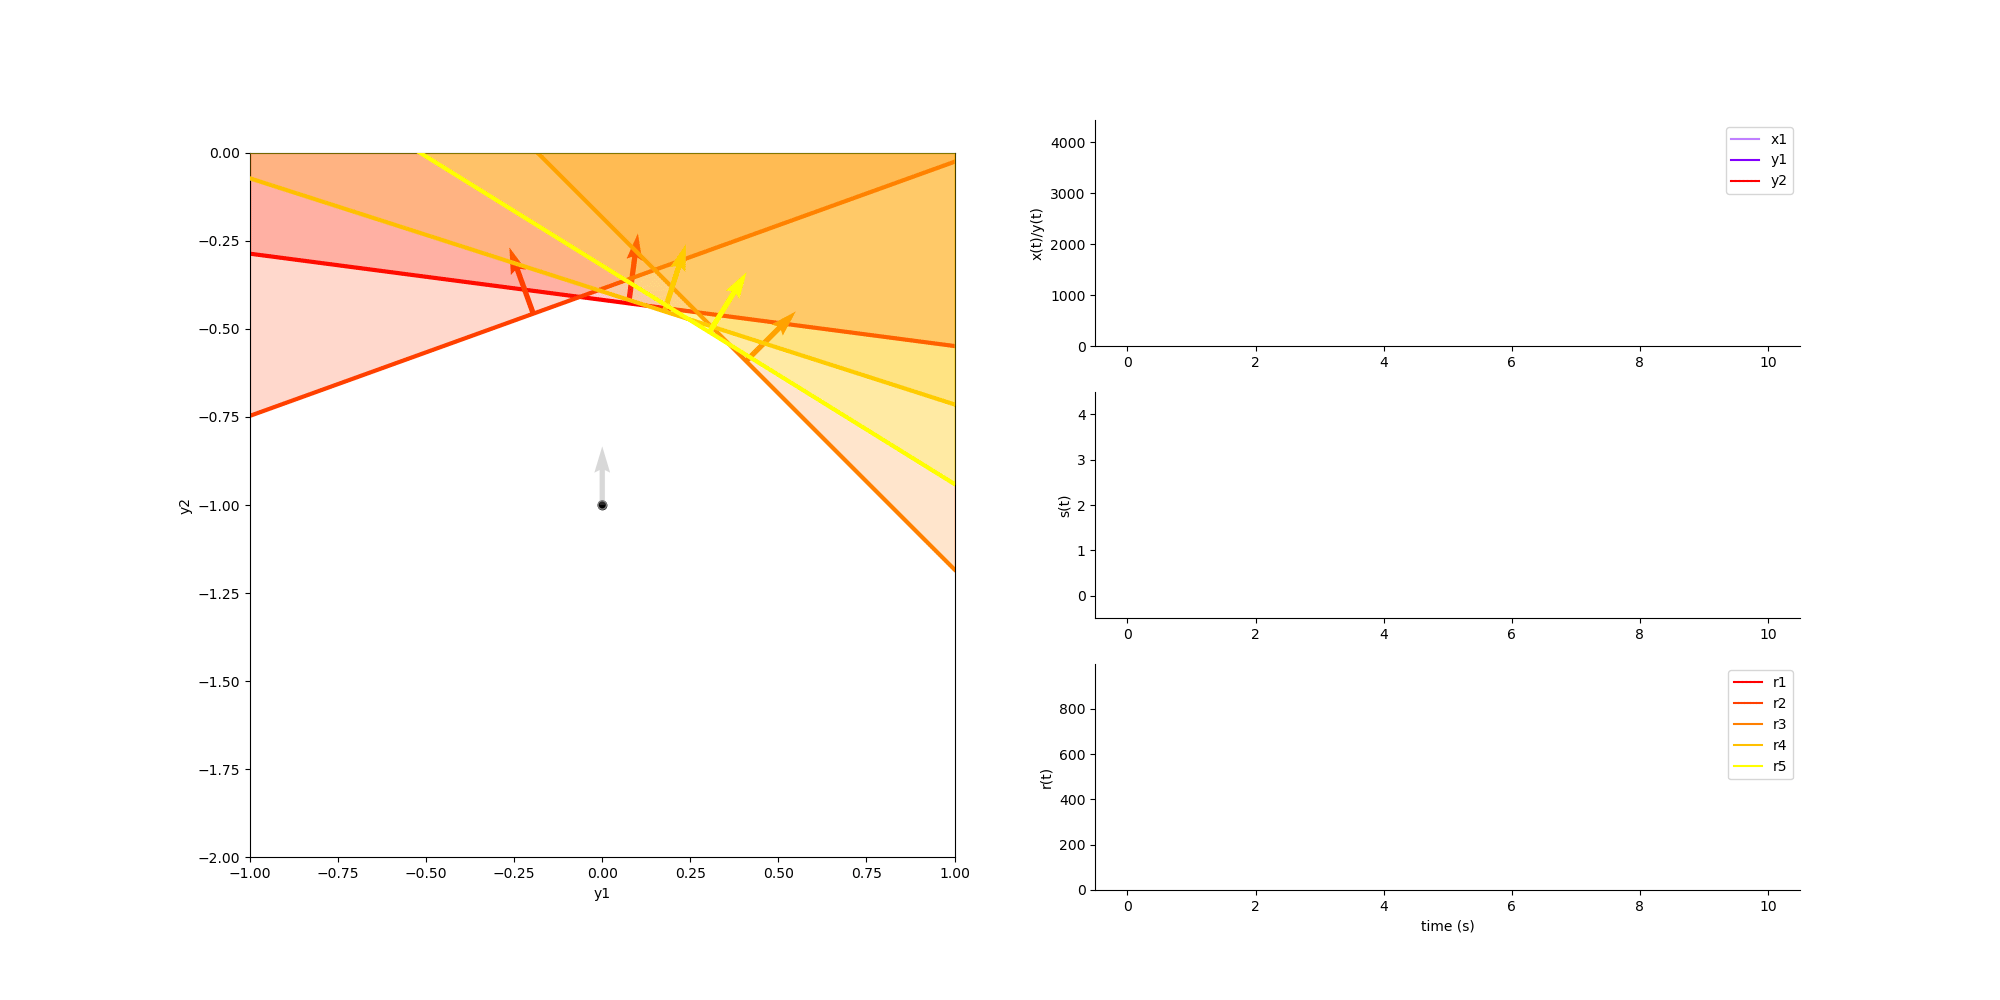 0.00
−0.25
−0.50
−0.75
−1.00
−1.25
−1.50
−1.75
−2.00
y2
−1.00 −0.75 −0.50 −0.25 0.00 0.25 0.50 0.75 1.00
y1
4000
3000
2000
1000
0
x(t)/y(t)
0 2 4 6 8 10
x1
y1
y2
4
3
2
1
0
s(t)
0 2 4 6 8 10
800
600
400
200
0
r(t)
0 2 4 6 8 10
time (s)
r1
r2
r3
r4
r5